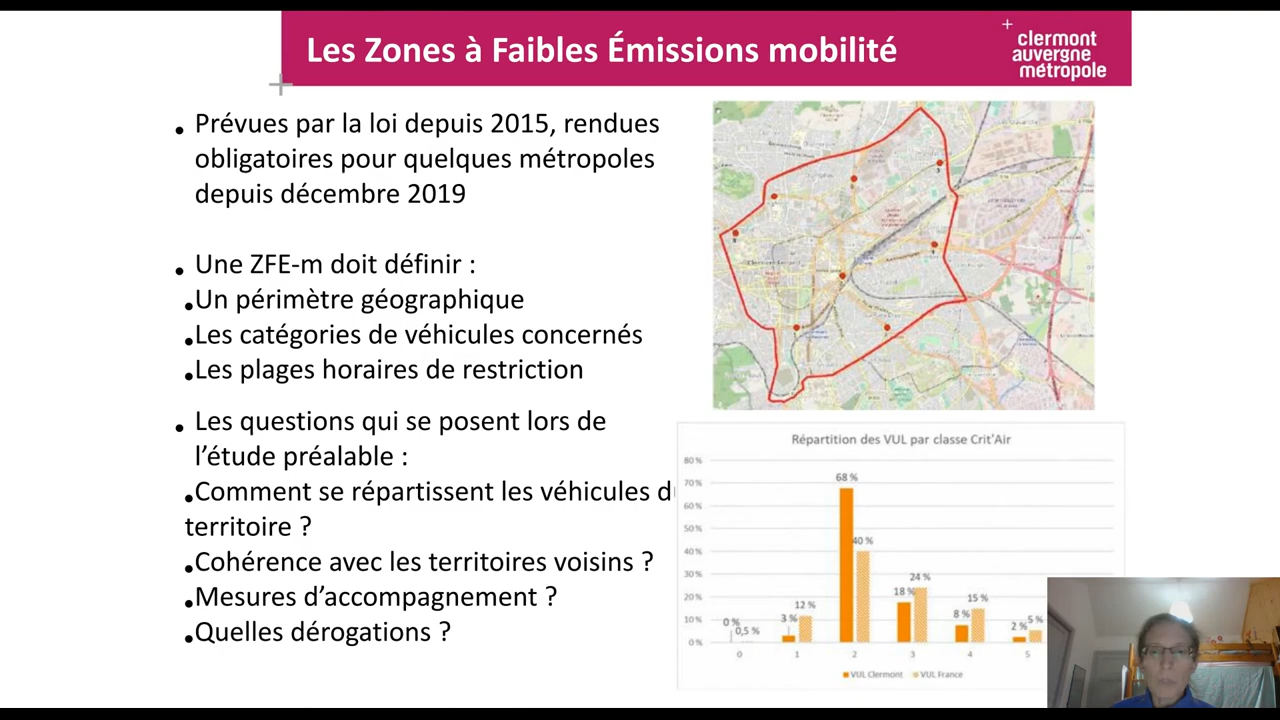 Les Zones à Faibles Émissions mobilité
+
clermont
auvergne
métropole
• Prévues par la loi depuis 2015, rendues
obligatoires pour quelques métropoles
depuis décembre 2019
• Une ZFE-m doit définir :
•Un périmètre géographique
•Les catégories de véhicules concernés
•Les plages horaires de restriction
• Les questions qui se posent lors de
l’étude préalable :
•Comment se répartissent les véhicules d
territoire ?
•Cohérence avec les territoires voisins ?
•Mesures d’accompagnement ?
•Quelles dérogations ?
Répartition des VUL par classe Crit'Air
80 %
70 %
60 %
50 %
40 %
30 %
20 %
10 %
0 %
0 %
0,5 %
3 %
12 %
68 %
40 %
18 %
24 %
8 %
15 %
2 %
5 %
0 1 2 3 4 5
VUL Clermont VUL France